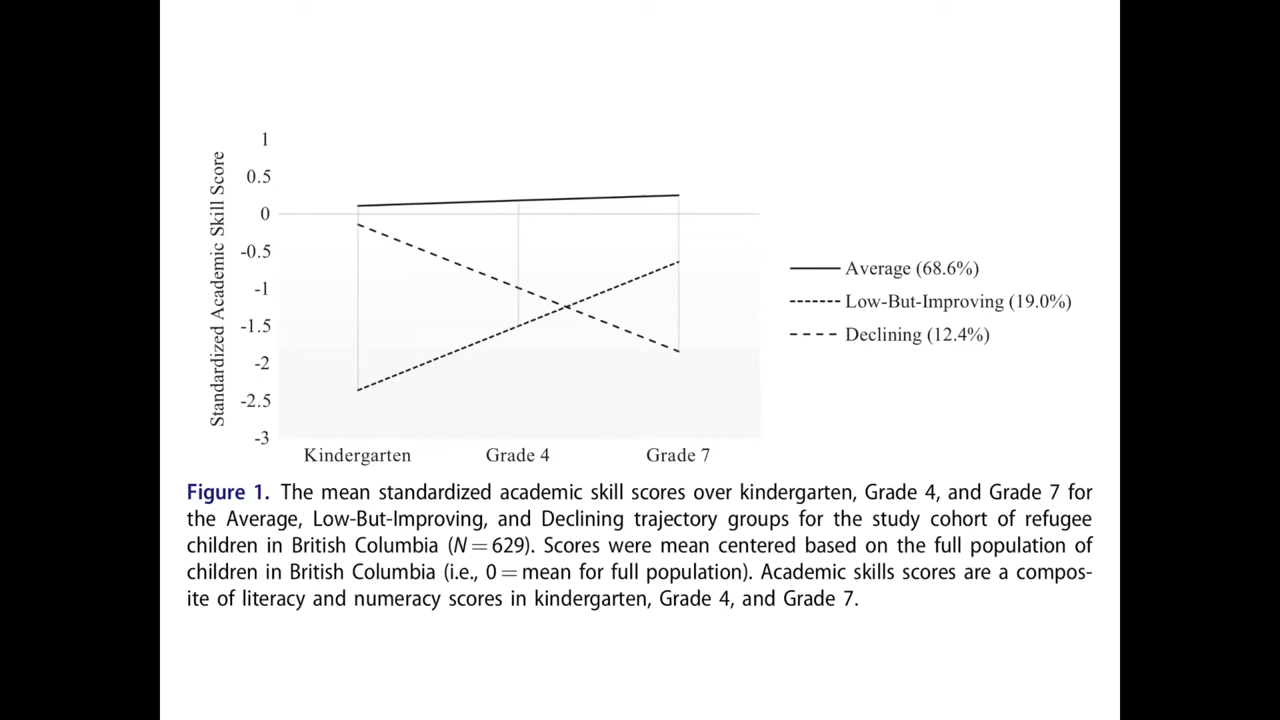 1
0.5
0
-0.5
-1
-1.5
-2
-2.5
-3
Standardized Academic Skill Score
Kindergarten Grade 4 Grade 7
Average (68.6%)
Low-But-Improving (19.0%)
Declining (12.4%)
Figure 1. The mean standardized academic skill scores over kindergarten, Grade 4, and Grade 7 for
the Average, Low-But-Improving, and Declining trajectory groups for the study cohort of refugee
children in British Columbia (N = 629). Scores were mean centered based on the full population of
children in British Columbia (i.e., 0 = mean for full population). Academic skills scores are a compos-
ite of literacy and numeracy scores in kindergarten, Grade 4, and Grade 7.